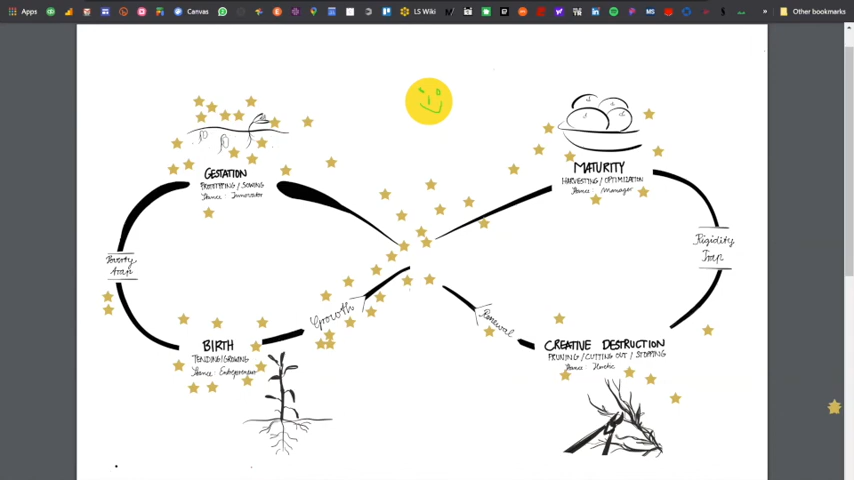 Apps
Canvas
LS Wiki
Other bookmarks
GESTATION
PROTOTYPING / SOWING
Stance: Innovator
MATURITY
HARVESTING / OPTIMIZATION
Stance: Manager
Poverty
trap
Rigidity
Trap
Growth
Renewal
BIRTH
TENDING/GROWING
Stance: Entrepreneur
CREATIVE DESTRUCTION
PRUNING / CUTTING OUT / STOPPING
Stance: Heretic